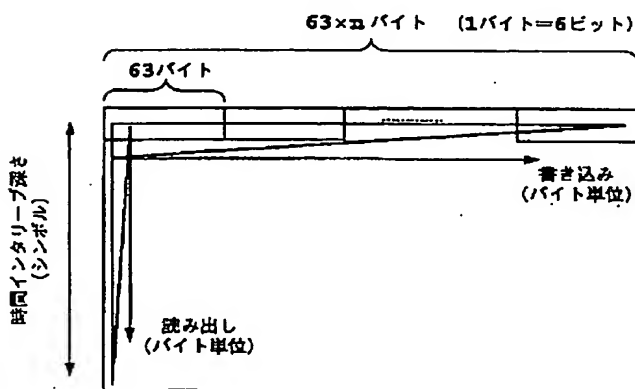 63×nバイト (1バイト=6ビット)
63バイト
書き込み
(バイト単位)
時間インタリーブ深さ
(シンボル)
読み出し
(バイト単位)